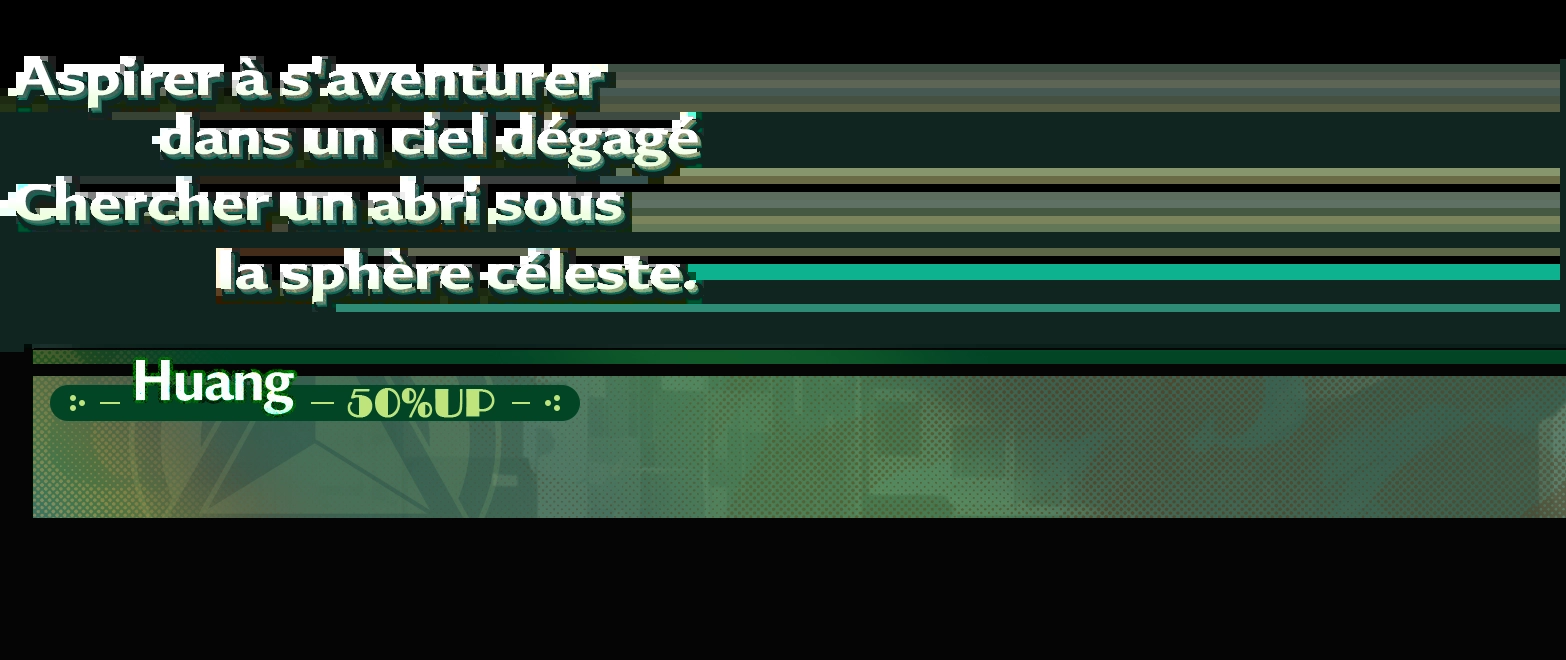 Aspirer à s'aventurer
dans un ciel dégagé
Chercher un abri sous
la sphère céleste.
Huang
50%UP